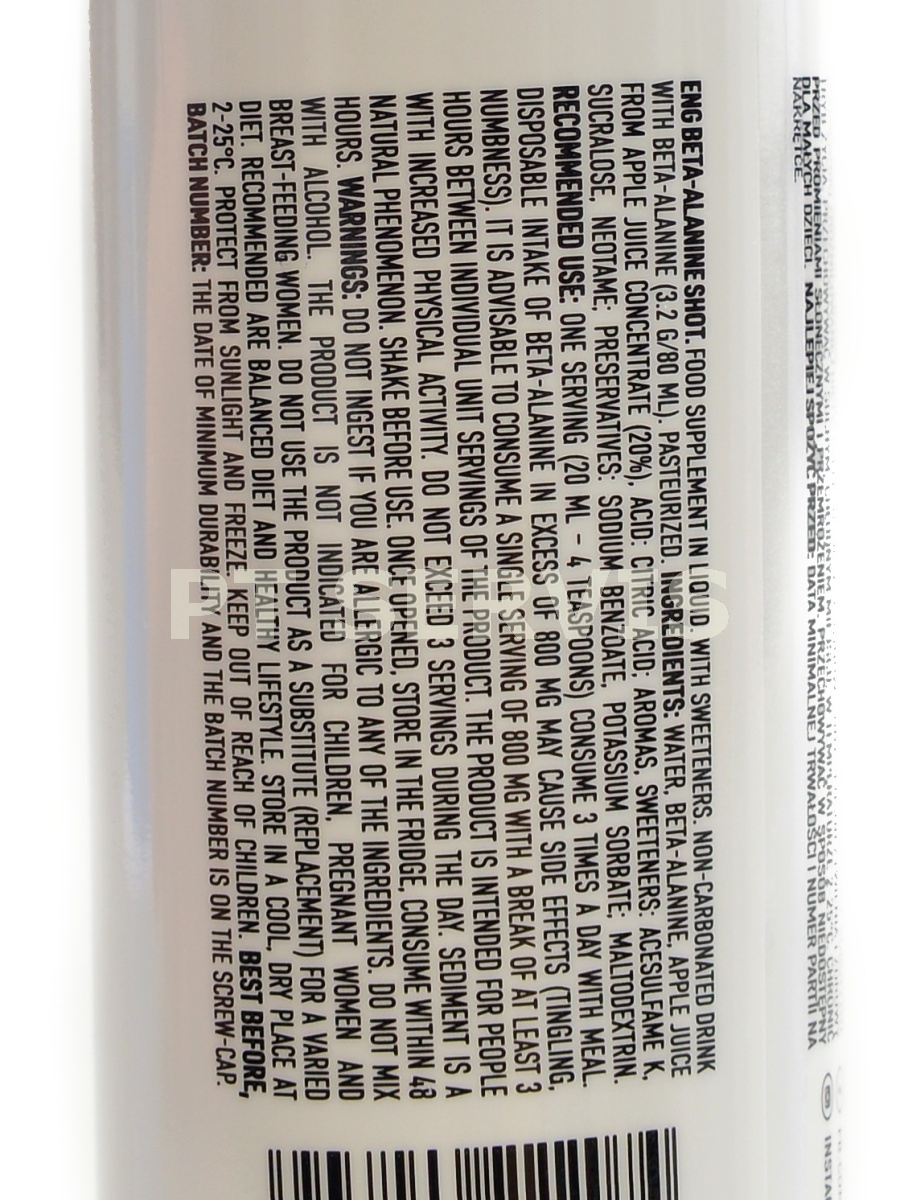 ENG BETA-ALANINE SHOT. FOOD SUPPLEMENT IN LIQUID. WITH SWEETENERS. NON-CARBONATED DRINK
WITH BETA-ALANINE (3.2 G/80 ML). PASTEURIZED. INGREDIENTS: WATER, BETA-ALANINE, APPLE JUICE
FROM APPLE JUICE CONCENTRATE (20%), ACID: CITRIC ACID; AROMAS, SWEETENERS: ACESULFAME K,
SUCRALOSE, NEOTAME; PRESERVATIVES: SODIUM BENZOATE, POTASSIUM SORBATE; MALTODEXTRIN.
RECOMMENDED USE: ONE SERVING (20 ML – 4 TEASPOONS) CONSUME 3 TIMES A DAY WITH MEAL.
DISPOSABLE INTAKE OF BETA-ALANINE IN EXCESS OF 800 MG MAY CAUSE SIDE EFFECTS (TINGLING,
NUMBNESS). IT IS ADVISABLE TO CONSUME A SINGLE SERVING OF 800 MG WITH A BREAK OF AT LEAST 3
HOURS BETWEEN INDIVIDUAL UNIT SERVINGS OF THE PRODUCT. THE PRODUCT IS INTENDED FOR PEOPLE
WITH INCREASED PHYSICAL ACTIVITY. DO NOT EXCEED 3 SERVINGS DURING THE DAY. SEDIMENT IS A
NATURAL PHENOMENON. SHAKE BEFORE USE. ONCE OPENED, STORE IN THE FRIDGE, CONSUME WITHIN 48
HOURS. WARNINGS: DO NOT INGEST IF YOU ARE ALLERGIC TO ANY OF THE INGREDIENTS. DO NOT MIX
WITH ALCOHOL. THE PRODUCT IS NOT INDICATED FOR CHILDREN, PREGNANT WOMEN AND
BREAST-FEEDING WOMEN. DO NOT USE THE PRODUCT AS A SUBSTITUTE (REPLACEMENT) FOR A VARIED
DIET. RECOMMENDED ARE BALANCED DIET AND HEALTHY LIFESTYLE. STORE IN A COOL, DRY PLACE AT
2-25°C. PROTECT FROM SUNLIGHT AND FREEZE. KEEP OUT OF REACH OF CHILDREN. BEST BEFORE,
BATCH NUMBER: THE DATE OF MINIMUM DURABILITY AND THE BATCH NUMBER IS ON THE SCREW-CAP.
PRZED PROMIENIAMI SŁONECZNYMI I PRZEMROŻENIEM. PRZECHOWYWAĆ W SPOSÓB NIEDOSTĘPNY
DLA MAŁYCH DZIECI. NAJLEPIEJ SPOŻYĆ PRZED: DATA MINIMALNEJ TRWAŁOŚCI I NUMER PARTII NA
NAKRĘTCE.
INSTA
PT SERVIS